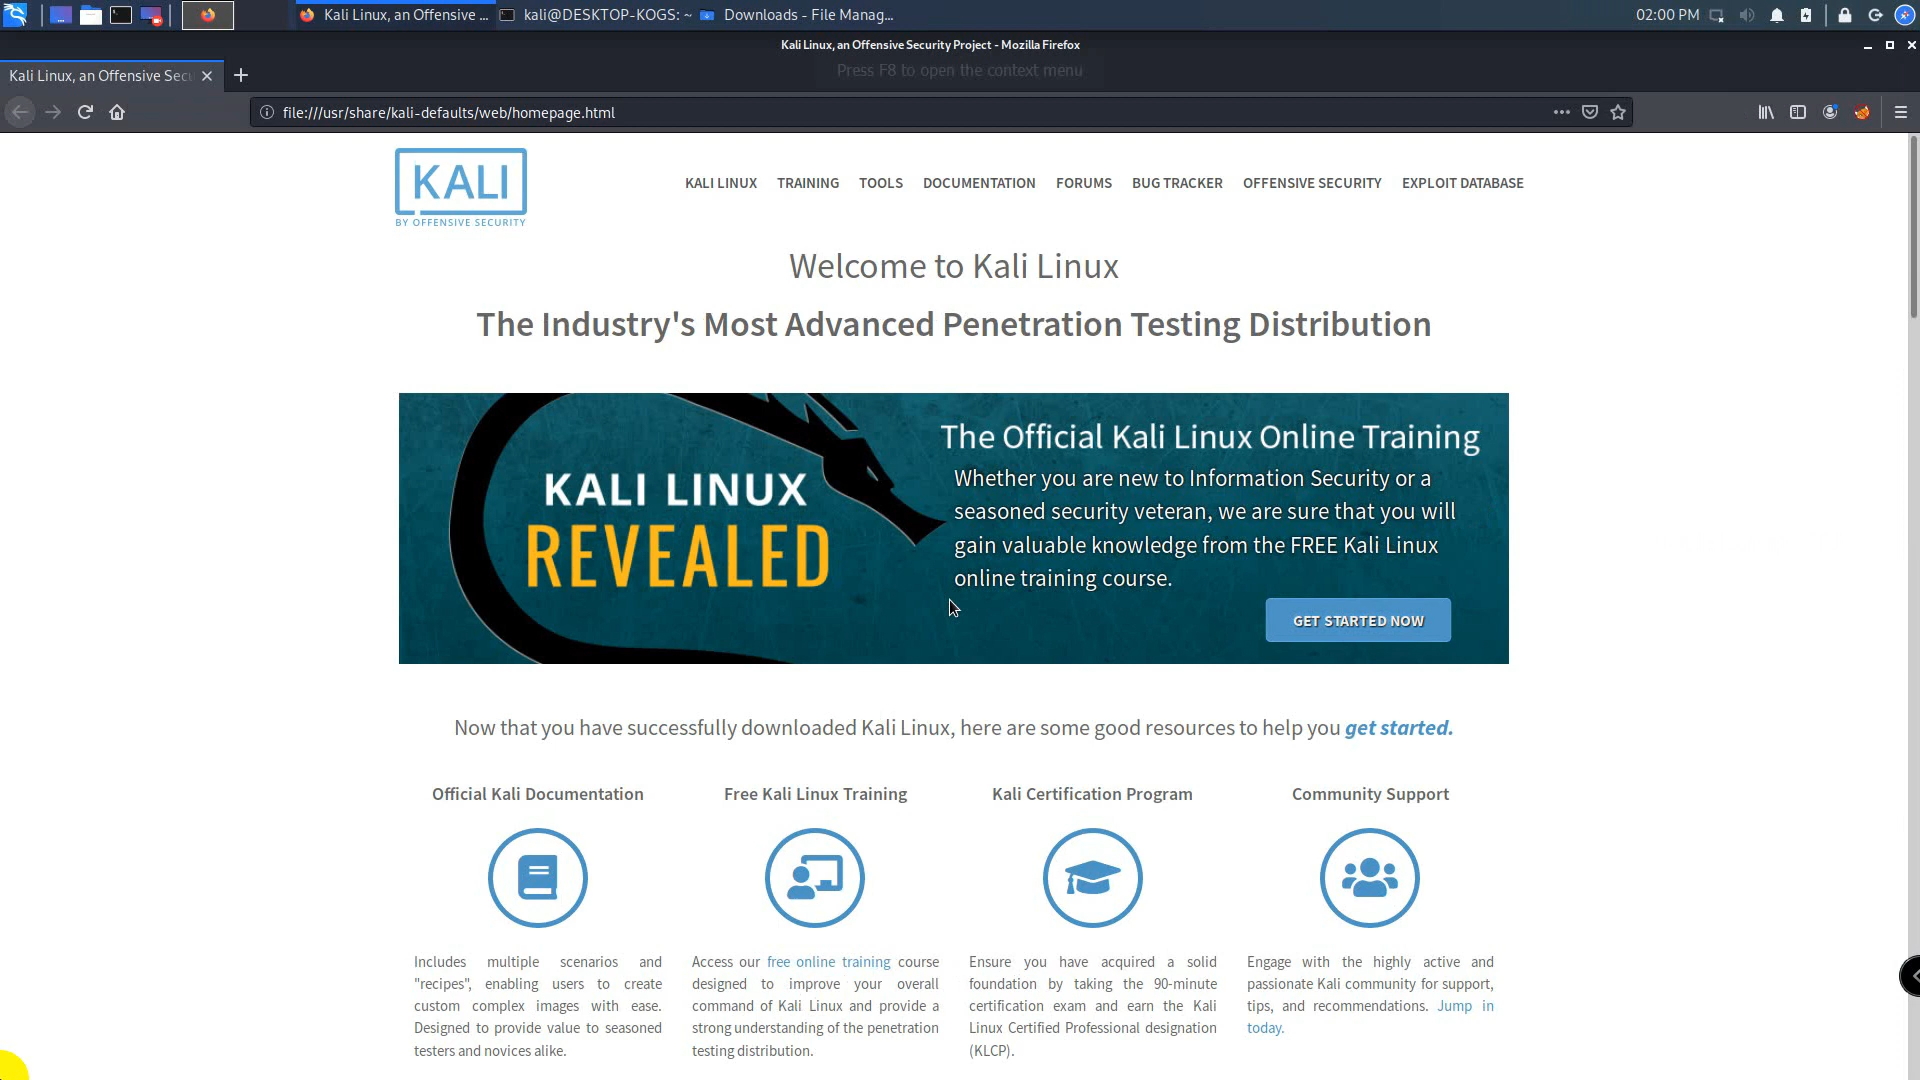 Kali Linux, an Offensive ...
kali@DESKTOP-KOGS: ~
Downloads - File Manag...
02:00 PM
Kali Linux, an Offensive Security Project - Mozilla Firefox
Press F8 to open the context menu
Kali Linux, an Offensive Secu
file:///usr/share/kali-defaults/web/homepage.html
KALI
BY OFFENSIVE SECURITY
KALI LINUX TRAINING TOOLS DOCUMENTATION FORUMS BUG TRACKER OFFENSIVE SECURITY EXPLOIT DATABASE
Welcome to Kali Linux
The Industry's Most Advanced Penetration Testing Distribution
KALI LINUX
REVEALED
The Official Kali Linux Online Training
Whether you are new to Information Security or a
seasoned security veteran, we are sure that you will
gain valuable knowledge from the FREE Kali Linux
online training course.
GET STARTED NOW
Now that you have successfully downloaded Kali Linux, here are some good resources to help you get started.
Official Kali Documentation
Includes multiple scenarios and
"recipes", enabling users to create
custom complex images with ease.
Designed to provide value to seasoned
testers and novices alike.
Free Kali Linux Training
Access our free online training course
designed to improve your overall
command of Kali Linux and provide a
strong understanding of the penetration
testing distribution.
Kali Certification Program
Ensure you have acquired a solid
foundation by taking the 90-minute
certification exam and earn the Kali
Linux Certified Professional designation
(KLCP).
Community Support
Engage with the highly active and
passionate Kali community for support,
tips, and recommendations. Jump in
today.